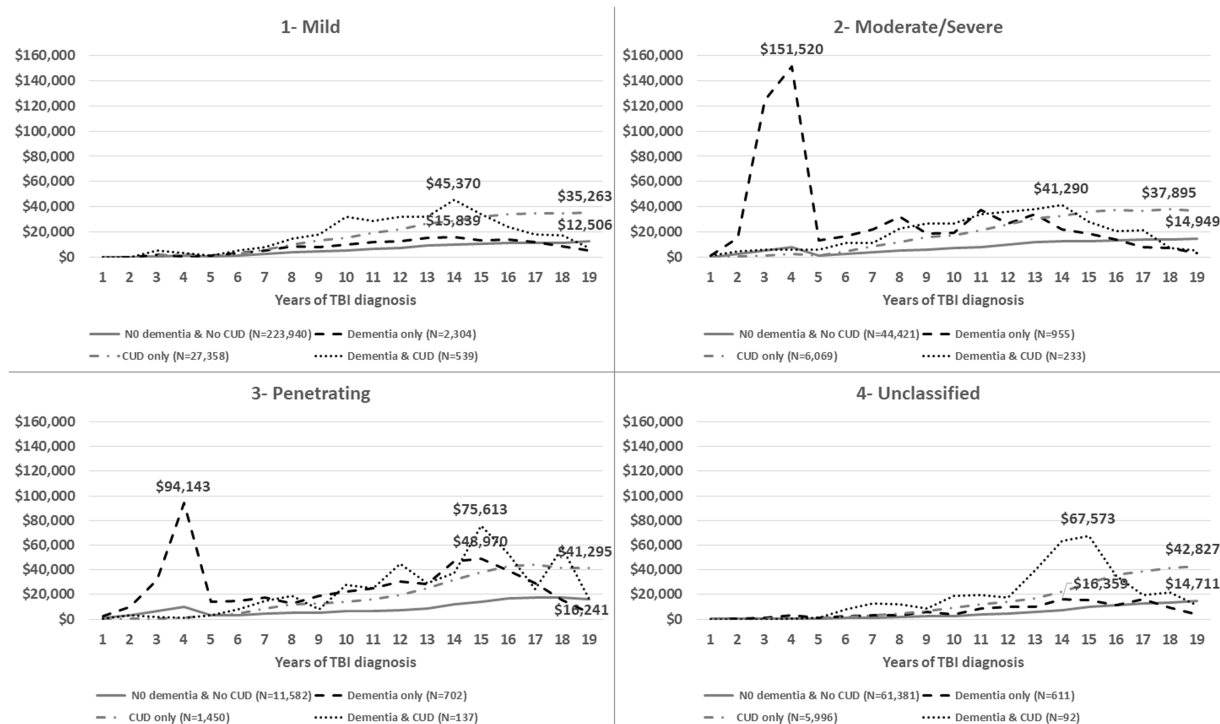 1- Mild
$160,000
$140,000
$120,000
$100,000
$80,000
$60,000
$40,000
$20,000
$0
$45,370
$15,839
$35,263
$12,506
1 2 3 4 5 6 7 8 9 10 11 12 13 14 15 16 17 18 19
Years of TBI diagnosis
N0 dementia & No CUD (N=223,940)
Dementia only (N=2,304)
CUD only (N=27,358)
Dementia & CUD (N=539)
2- Moderate/Severe
$160,000
$140,000
$120,000
$100,000
$80,000
$60,000
$40,000
$20,000
$0
$151,520
$41,290
$37,895
$14,949
1 2 3 4 5 6 7 8 9 10 11 12 13 14 15 16 17 18 19
Years of TBI diagnosis
N0 dementia & No CUD (N=44,421)
Dementia only (N=955)
CUD only (N=6,069)
Dementia & CUD (N=233)
3- Penetrating
$160,000
$140,000
$120,000
$100,000
$80,000
$60,000
$40,000
$20,000
$0
$94,143
$75,613
$48,970
$41,295
$16,241
1 2 3 4 5 6 7 8 9 10 11 12 13 14 15 16 17 18 19
Years of TBI diagnosis
N0 dementia & No CUD (N=11,582)
Dementia only (N=702)
CUD only (N=1,450)
Dementia & CUD (N=137)
4- Unclassified
$160,000
$140,000
$120,000
$100,000
$80,000
$60,000
$40,000
$20,000
$0
$67,573
$16,359
$42,827
$14,711
1 2 3 4 5 6 7 8 9 10 11 12 13 14 15 16 17 18 19
Years of TBI diagnosis
N0 dementia & No CUD (N=61,381)
Dementia only (N=611)
CUD only (N=5,996)
Dementia & CUD (N=92)